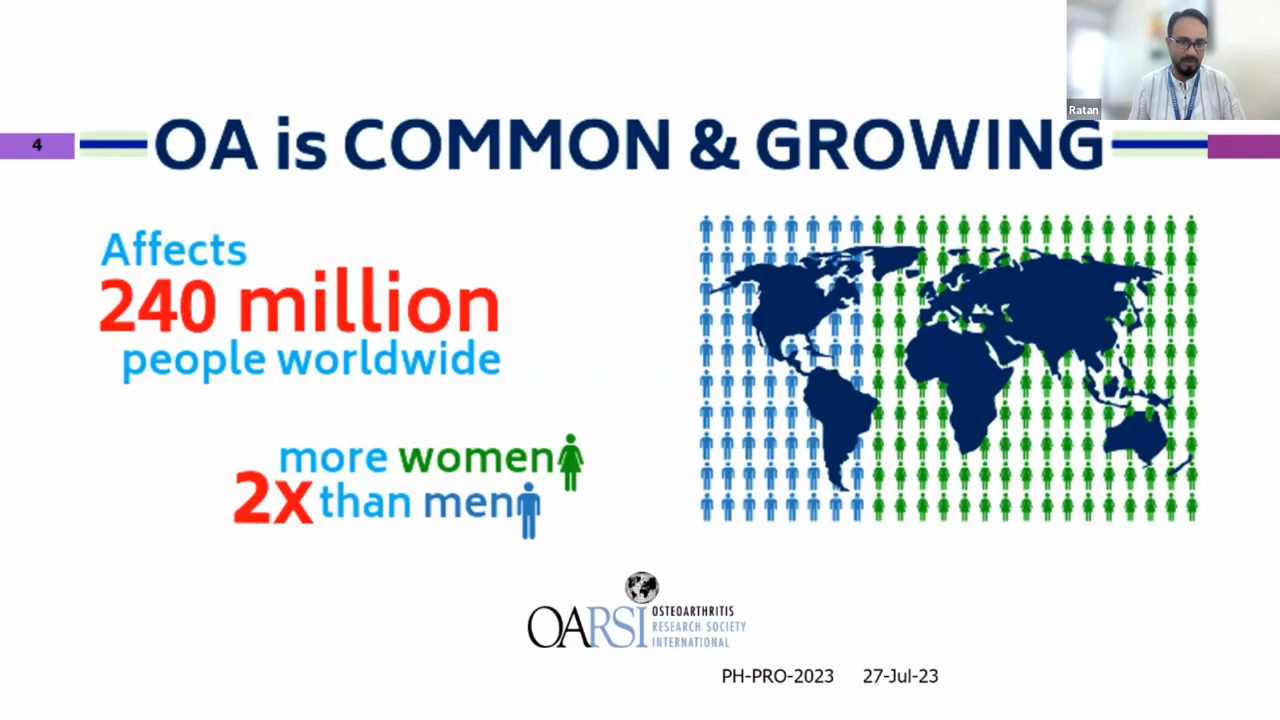 Ratan
4
OA is COMMON & GROWING
Affects
240 million
people worldwide
more women
2x than men
OARSI
OSTEOARTHRITIS
RESEARCH SOCIETY
INTERNATIONAL
PH-PRO-2023 27-Jul-23